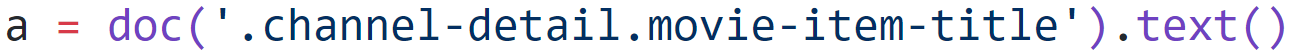 a = doc('.channel-detail.movie-item-title').text()